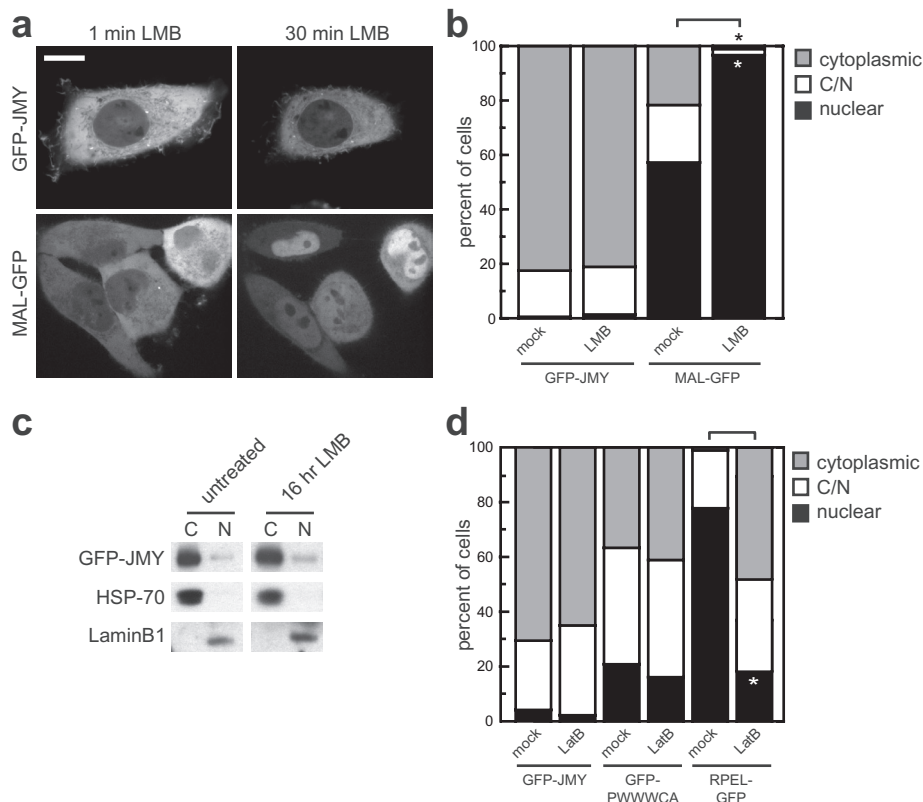 a
1 min LMB
30 min LMB
GFP-JMY
MAL-GFP
b
100
80
60
40
20
0
percent of cells
*
*
cytoplasmic
C/N
nuclear
mock
LMB
mock
LMB
GFP-JMY
MAL-GFP
c
untreated
16 hr LMB
C N C N
GFP-JMY
HSP-70
LaminB1
d
100
80
60
40
20
0
percent of cells
*
cytoplasmic
C/N
nuclear
mock
LatB
mock
LatB
mock
LatB
GFP-JMY
GFP-
PWWWCA
RPEL-
GFP